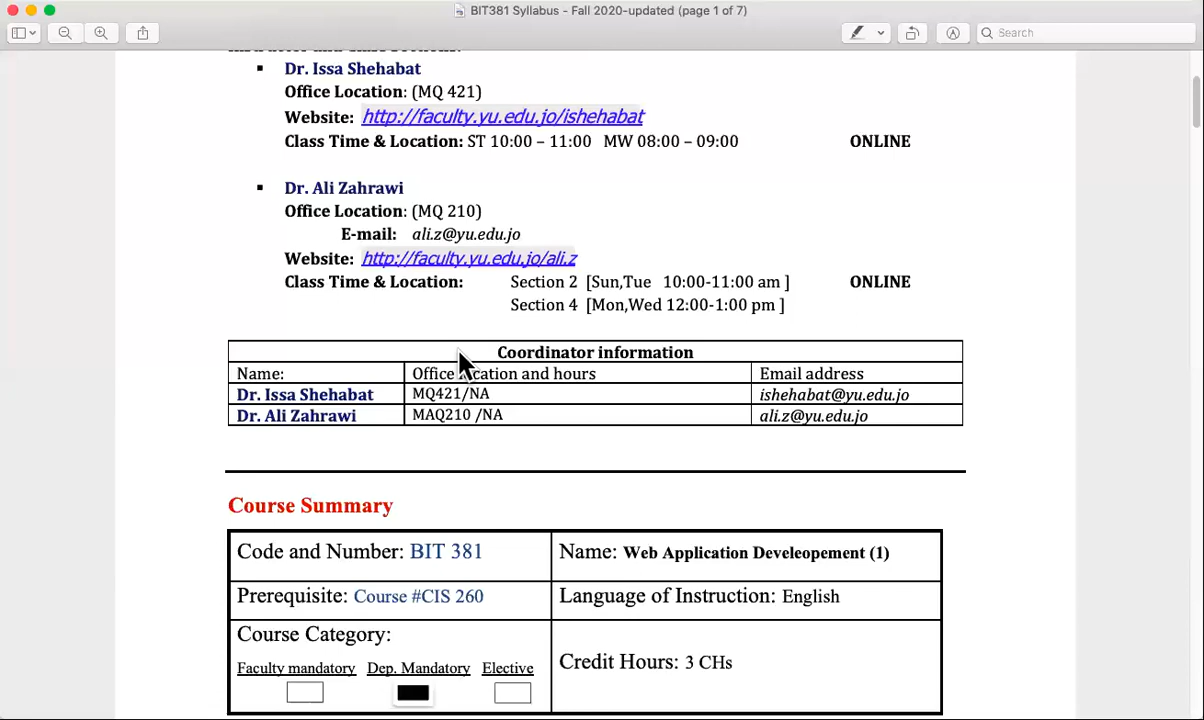 BIT381 Syllabus - Fall 2020-updated (page 1 of 7)
Search
▪ Dr. Issa Shehabat
Office Location: (MQ 421)
Website: http://faculty.yu.edu.jo/ishehabat
Class Time & Location: ST 10:00 – 11:00 MW 08:00 – 09:00 ONLINE
▪ Dr. Ali Zahrawi
Office Location: (MQ 210)
E-mail: ali.z@yu.edu.jo
Website: http://faculty.yu.edu.jo/ali.z
Class Time & Location: Section 2 [Sun,Tue 10:00-11:00 am ] ONLINE
Section 4 [Mon,Wed 12:00-1:00 pm ]
Coordinator information
Name: Office location and hours Email address
Dr. Issa Shehabat MQ421/NA ishehabat@yu.edu.jo
Dr. Ali Zahrawi MAQ210 /NA ali.z@yu.edu.jo
Course Summary
Code and Number: BIT 381 Name: Web Application Develeopement (1)
Prerequisite: Course #CIS 260 Language of Instruction: English
Course Category:
Faculty mandatory Dep. Mandatory Elective
Credit Hours: 3 CHs